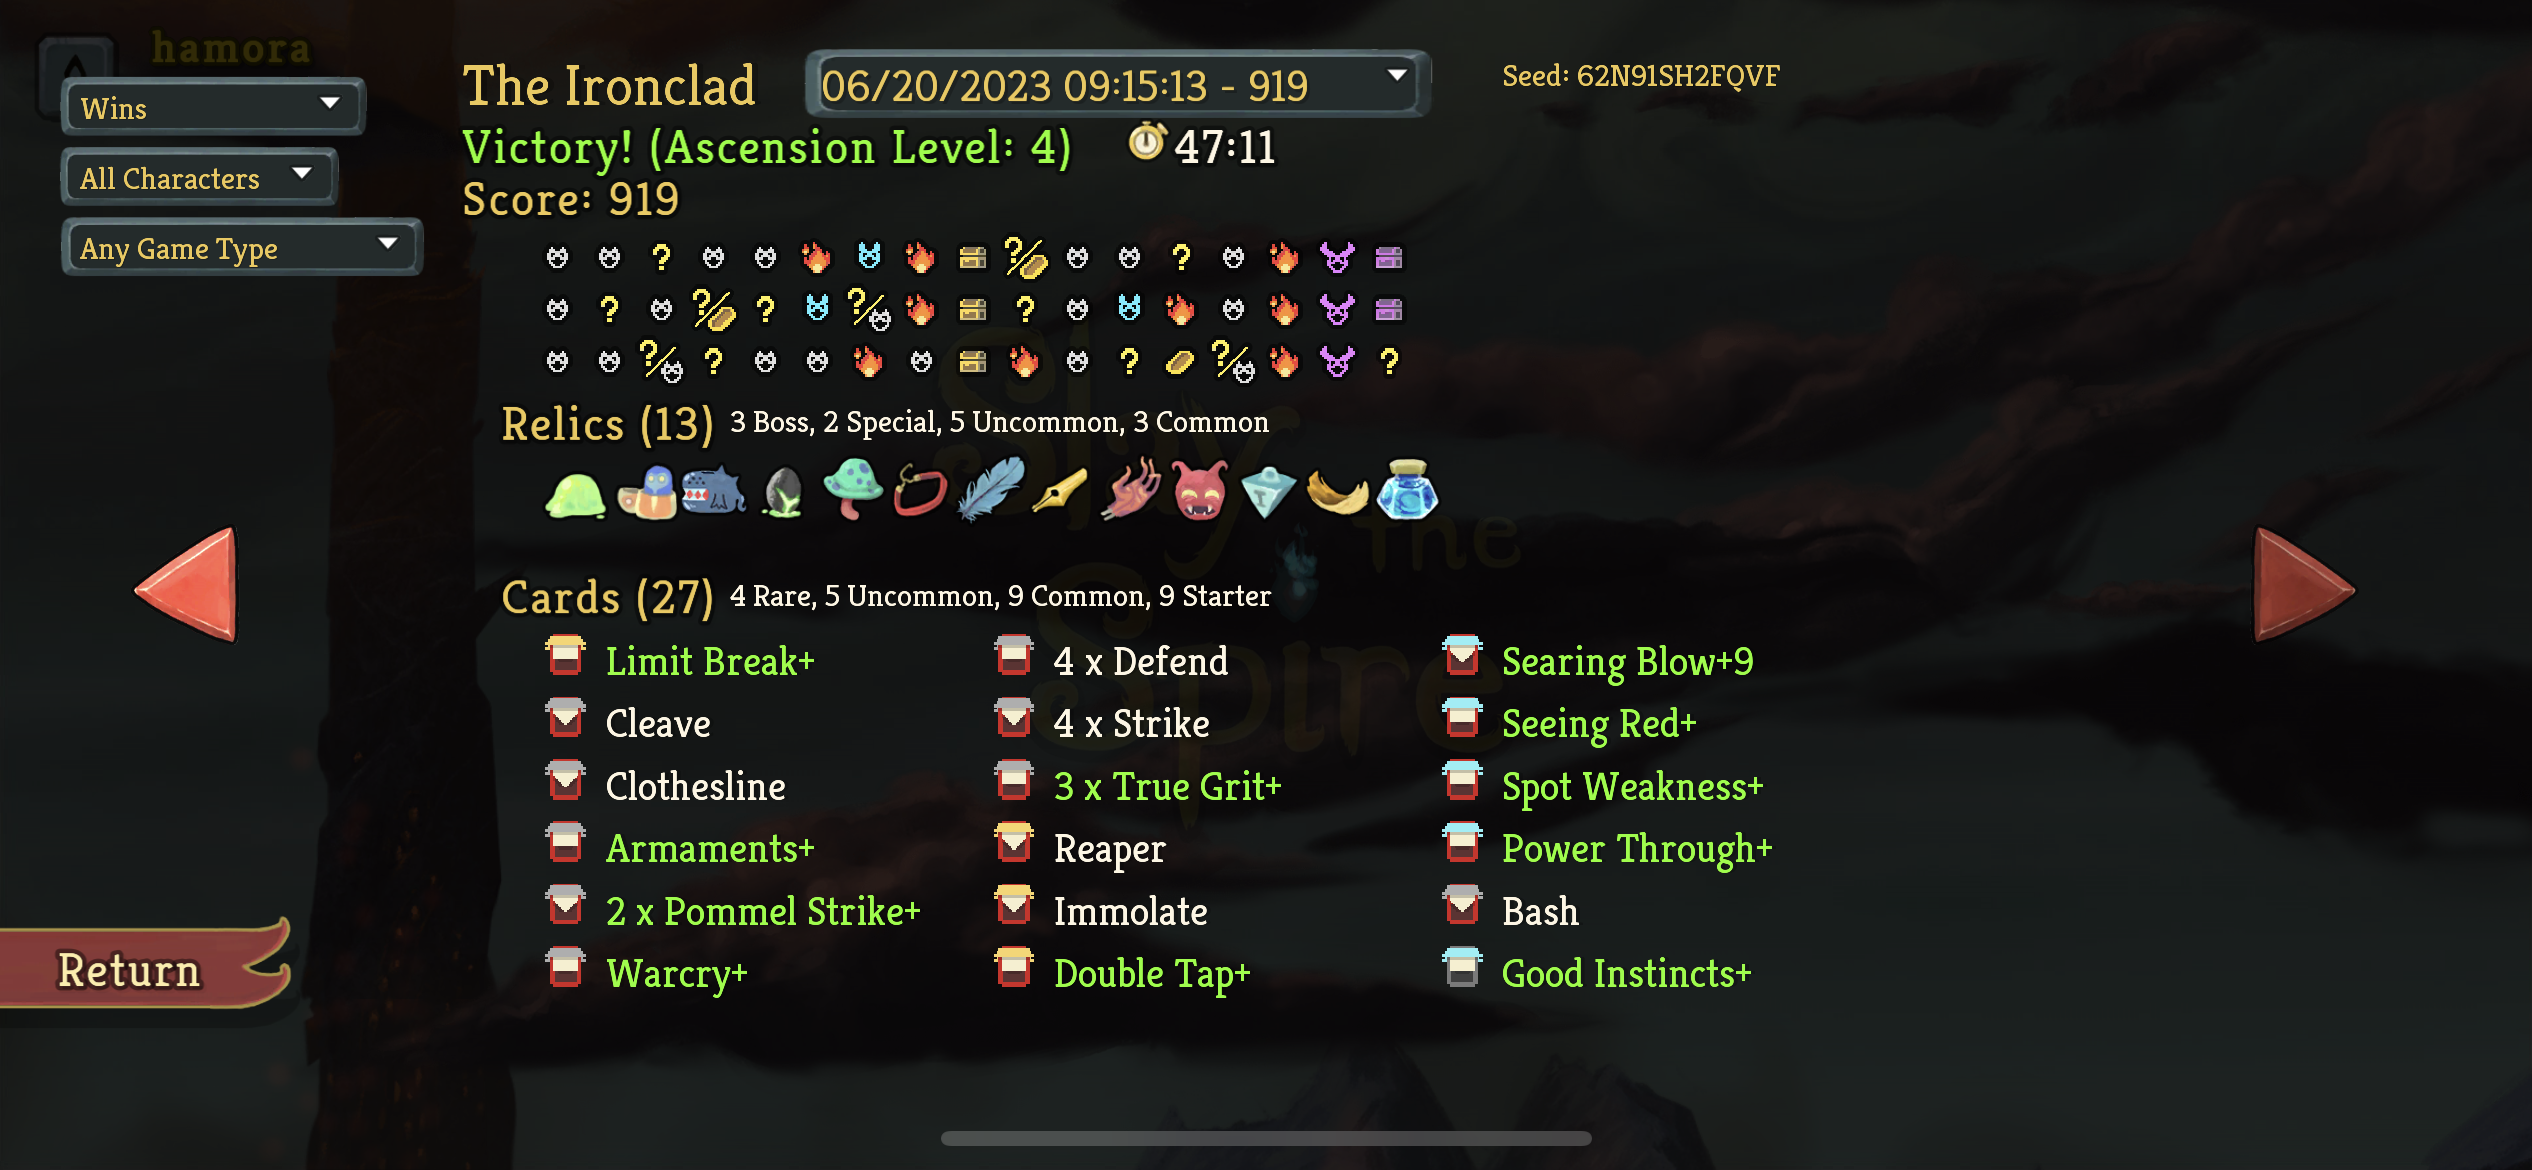 hamora
Wins
All Characters
Any Game Type
The Ironclad
06/20/2023 09:15:13 - 919
Seed: 62N91SH2FQVF
Victory! (Ascension Level: 4)
47:11
Score: 919
Relics (13) 3 Boss, 2 Special, 5 Uncommon, 3 Common
Cards (27) 4 Rare, 5 Uncommon, 9 Common, 9 Starter
Limit Break+ 4 x Defend Searing Blow+9
Cleave 4 x Strike Seeing Red+
Clothesline 3 x True Grit+ Spot Weakness+
Armaments+ Reaper Power Through+
2 x Pommel Strike+ Immolate Bash
Warcry+ Double Tap+ Good Instincts+
Return
Slay
the
Spire